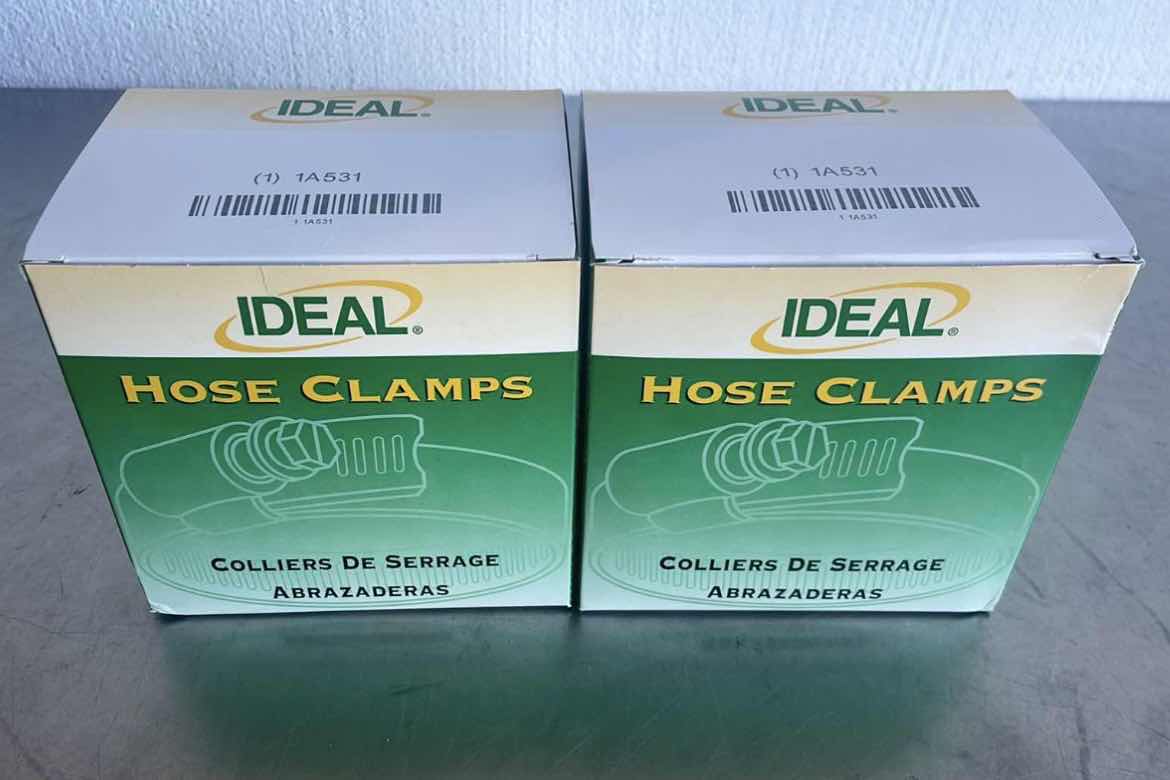 IDEAL®
(1) 1A531
1 1A531
IDEAL®
HOSE CLAMPS
COLLIERS DE SERRAGE
ABRAZADERAS
IDEAL®
(1) 1A531
1 1A531
IDEAL®
HOSE CLAMPS
COLLIERS DE SERRAGE
ABRAZADERAS